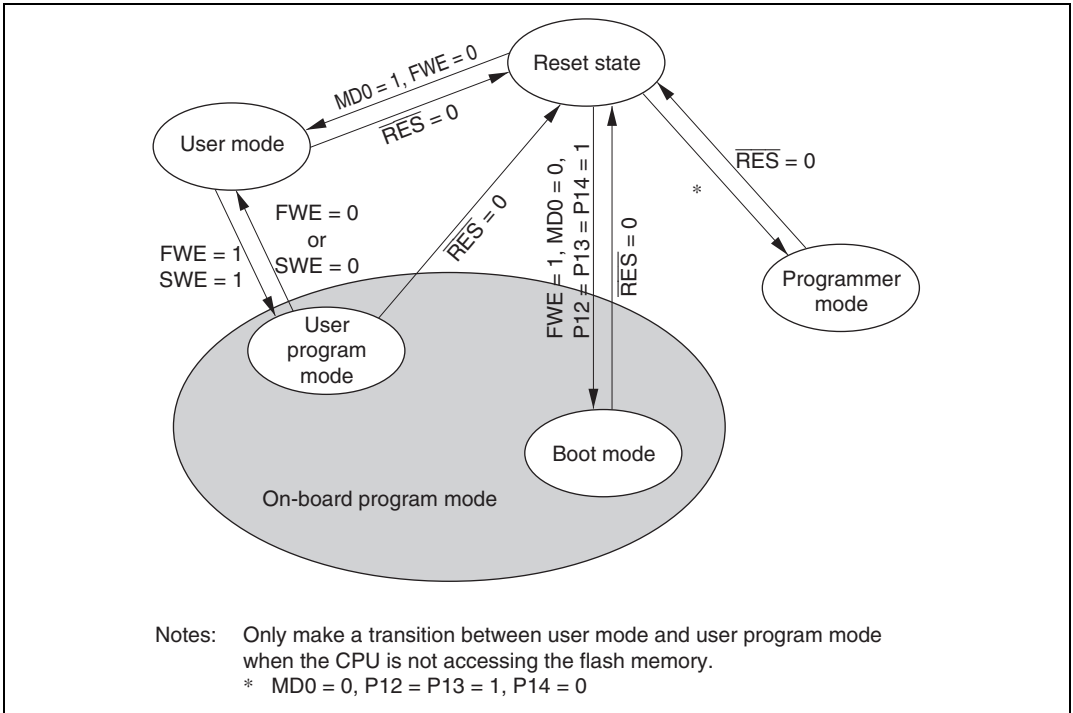 Reset state
MD0 = 1, FWE = 0
RES = 0
User mode
RES = 0
*
FWE = 1, MD0 = 0,
P12 = P13 = P14 = 1
RES = 0
RES = 0
FWE = 0
or
SWE = 0
FWE = 1
SWE = 1
Programmer
mode
User
program
mode
Boot mode
On-board program mode
Notes: Only make a transition between user mode and user program mode
when the CPU is not accessing the flash memory.
* MD0 = 0, P12 = P13 = 1, P14 = 0